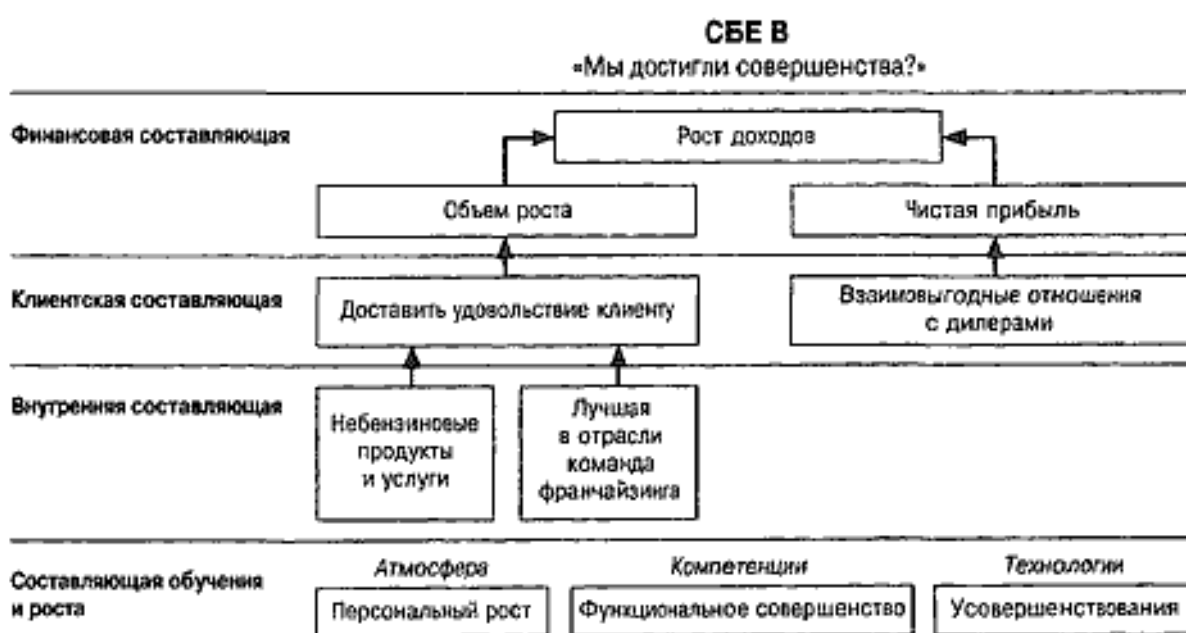 СБЕ В
«Мы достигли совершенства?»
Финансовая составляющая
Рост доходов
Объем роста
Чистая прибыль
Клиентская составляющая
Доставить удовольствие клиенту
Взаимовыгодные отношения
с дилерами
Внутренняя составляющая
Небензиновые
продукты
и услуги
Лучшая
в отрасли
команда
франчайзинга
Составляющая обучения
и роста
Атмосфера
Персональный рост
Компетенции
Функциональное совершенство
Технологии
Усовершенствования